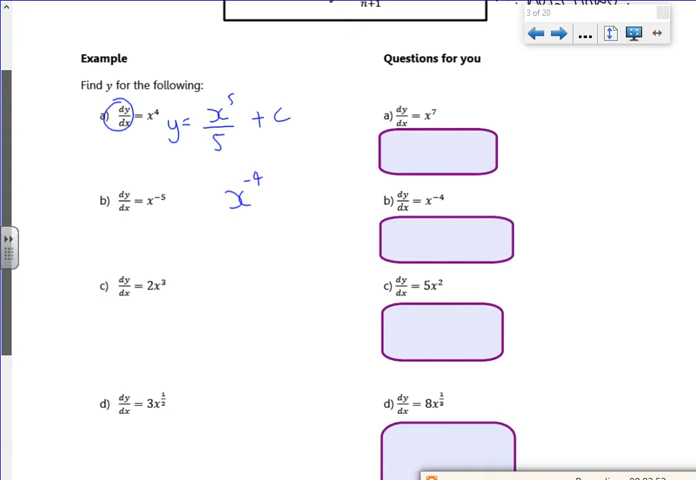 n+1
3 of 20
Example
Questions for you
Find y for the following:
a) dy/dx = x⁴ y = x⁵/5 + c
a) dy/dx = x⁷
b) dy/dx = x⁻⁵ x⁻⁴
b) dy/dx = x⁻⁴
c) dy/dx = 2x³
c) dy/dx = 5x²
d) dy/dx = 3x^(1/2)
d) dy/dx = 8x^(1/3)